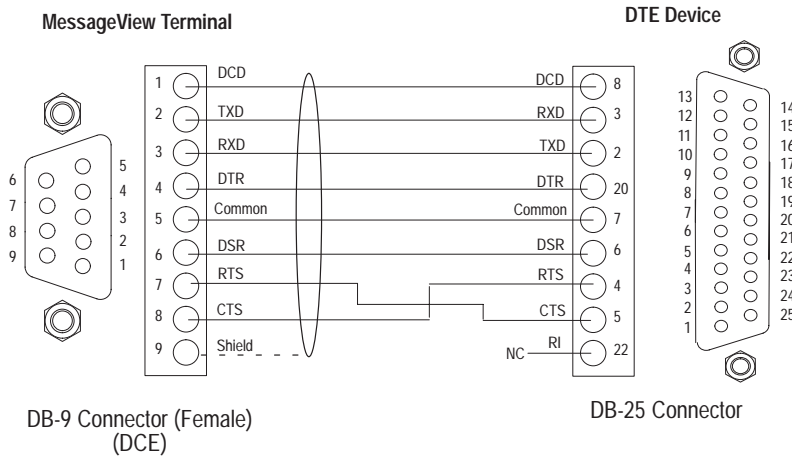 MessageView Terminal
DTE Device
1 DCD DCD 8
2 TXD RXD 3
3 RXD TXD 2
4 DTR DTR 20
5 Common Common 7
6 DSR DSR 6
7 RTS RTS 4
8 CTS CTS 5
9 Shield NC RI 22
5
6
4
7
3
8
2
9
1
13
14
12
15
11
16
10
17
9
18
8
19
7
20
6
21
5
22
4
23
3
24
2
25
1
DB-9 Connector (Female)
(DCE)
DB-25 Connector